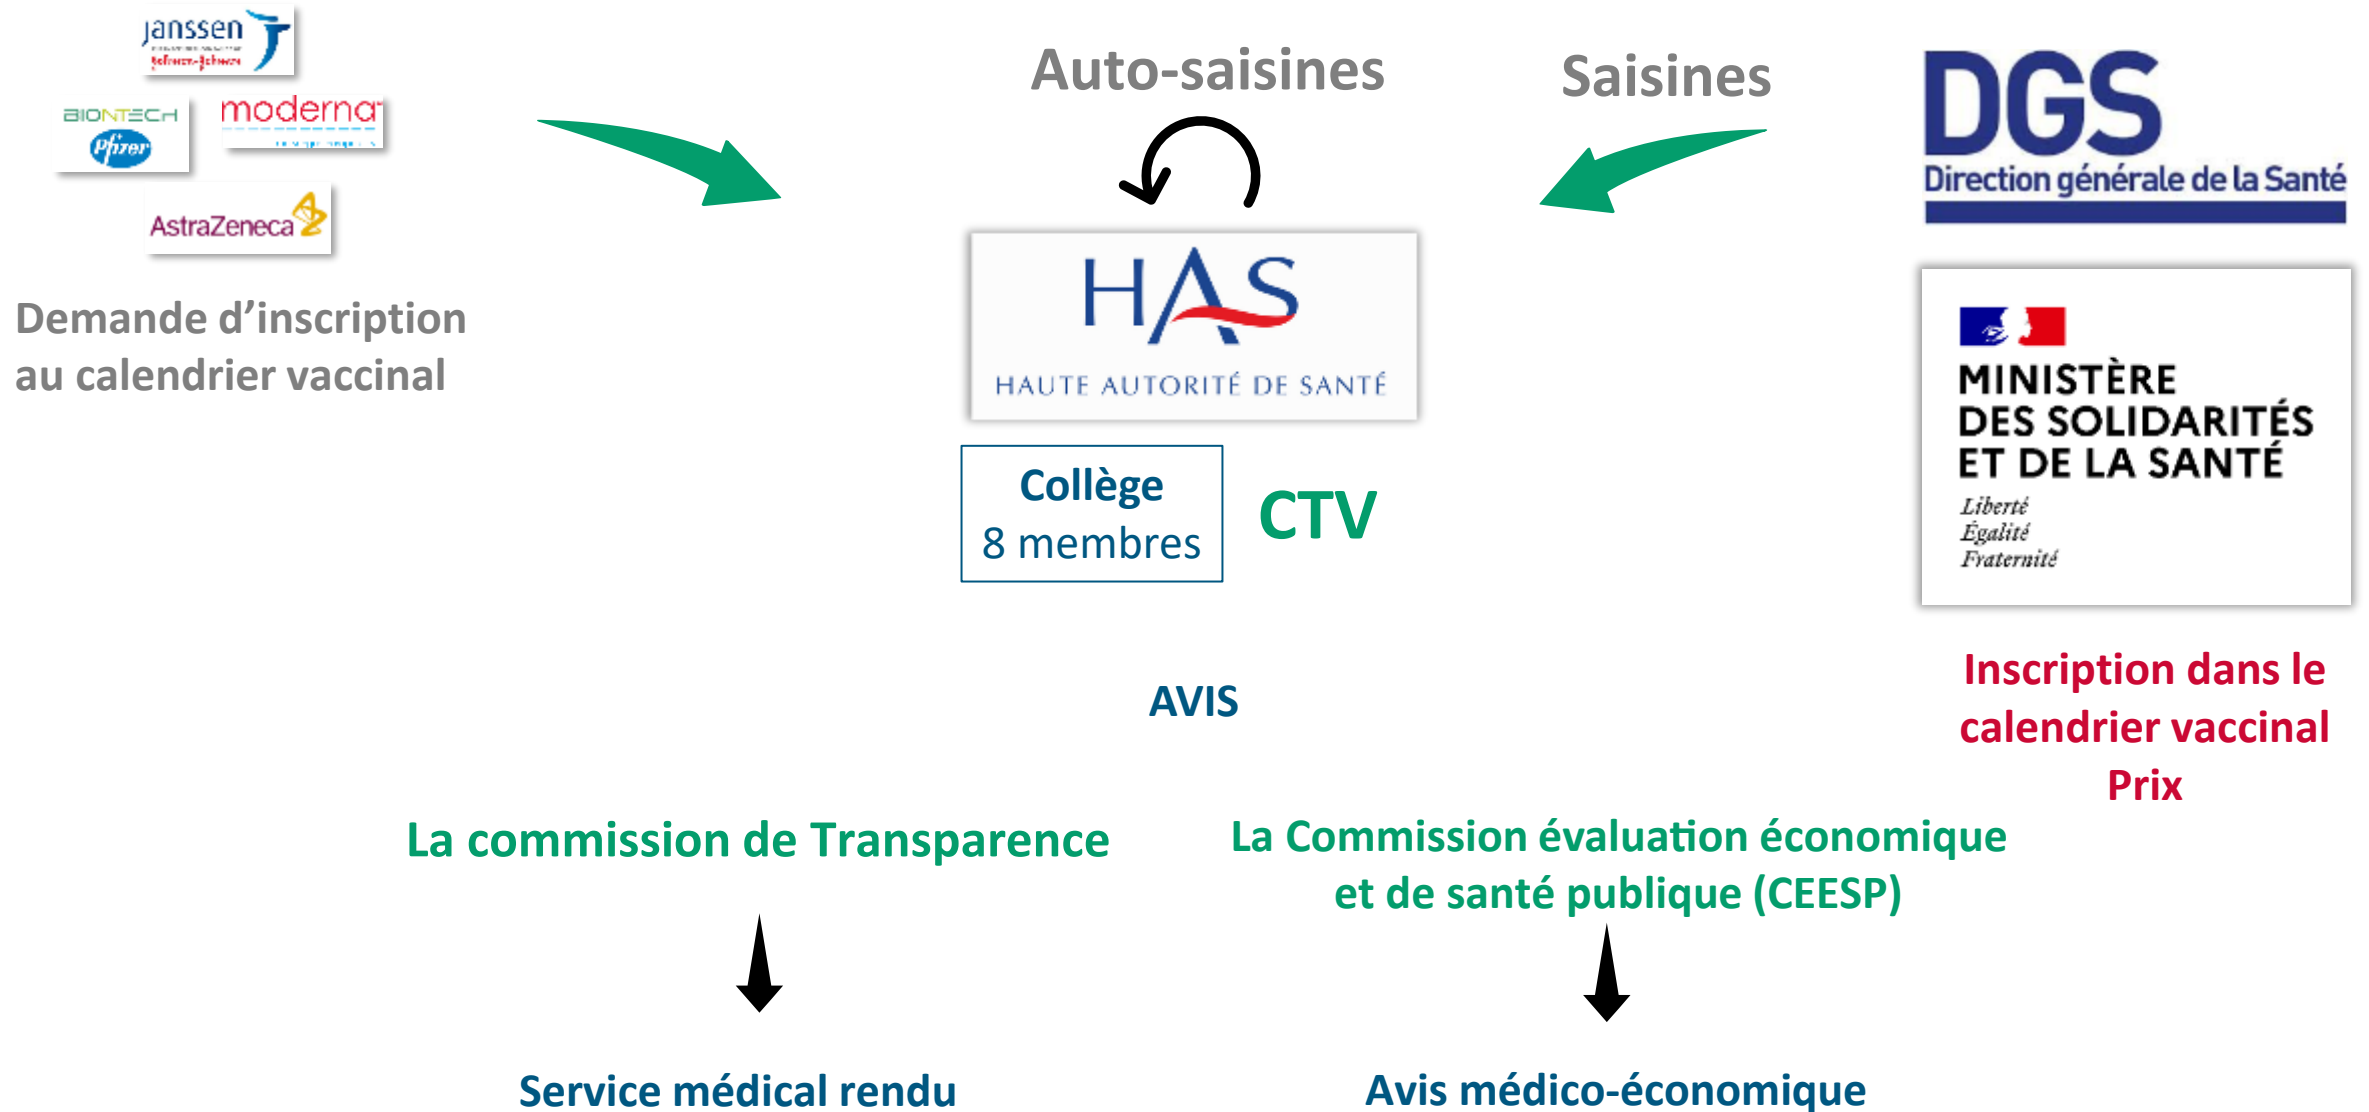 Janssen
Johnson & Johnson
BIONTECH
Pfizer
moderna
AstraZeneca
Demande d’inscription
au calendrier vaccinal
Auto-saisines
Saisines
HAS
HAUTE AUTORITÉ DE SANTÉ
Collège
8 membres
CTV
AVIS
DGS
Direction générale de la Santé
MINISTÈRE
DES SOLIDARITÉS
ET DE LA SANTÉ
Liberté
Égalité
Fraternité
Inscription dans le
calendrier vaccinal
Prix
La commission de Transparence
La Commission évaluation économique
et de santé publique (CEESP)
Service médical rendu
Avis médico-économique